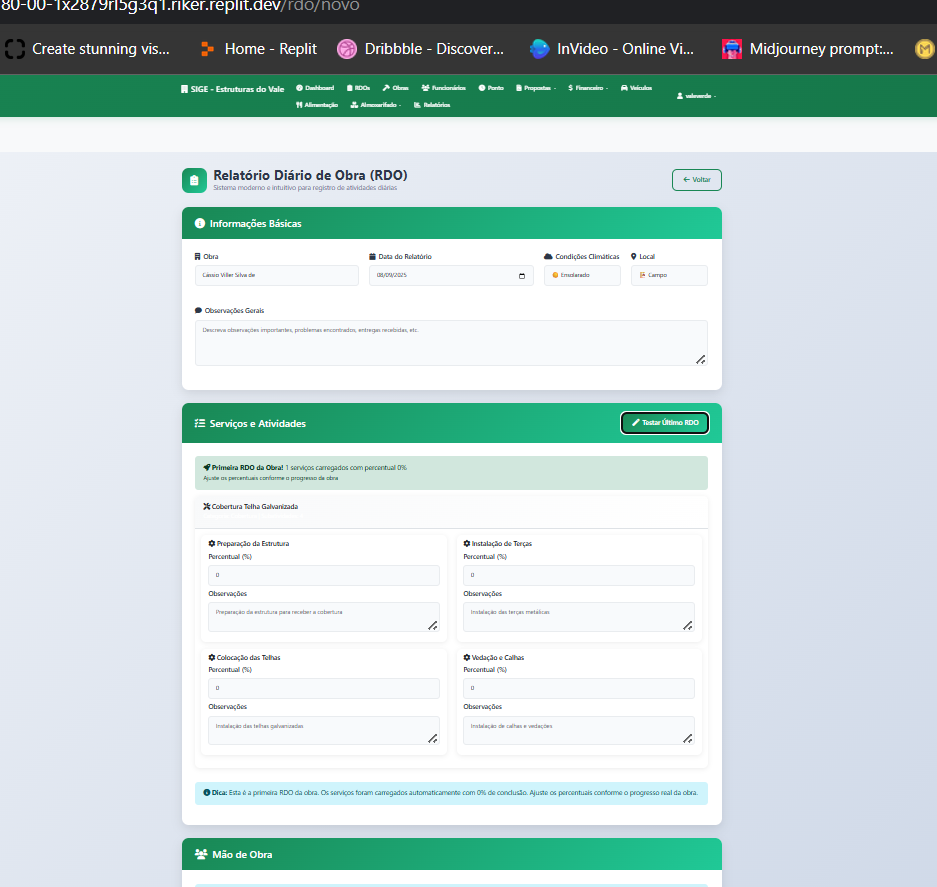 80-00-1x2879rl5g3q1.riker.replit.dev/rdo/novo
Create stunning vis... Home - Replit Dribbble - Discover... InVideo - Online Vi... Midjourney prompt:... M
SIGE - Estruturas do Vale Dashboard RDOs Obras Funcionários Ponto Propostas Financeiro Veículos
valeverde
Alimentação Almoxarifado Relatórios
Relatório Diário de Obra (RDO)
Sistema moderno e intuitivo para registro de atividades diárias
← Voltar
Informações Básicas
Obra Data do Relatório Condições Climáticas Local
Cássio Viller Silva de 08/09/2025 Ensolarado Campo
Observações Gerais
Descreva observações importantes, problemas encontrados, entregas recebidas, etc.
Serviços e Atividades Testar Último RDO
Primeira RDO da Obra! 1 serviços carregados com percentual 0%
Ajuste os percentuais conforme o progresso da obra
Cobertura Telha Galvanizada
Preparação da Estrutura Instalação de Terças
Percentual (%) Percentual (%)
0 0
Observações Observações
Preparação da estrutura para receber a cobertura Instalação das terças metálicas
Colocação das Telhas Vedação e Calhas
Percentual (%) Percentual (%)
0 0
Observações Observações
Instalação das telhas galvanizadas Instalação de calhas e vedações
Dica: Esta é a primeira RDO da obra. Os serviços foram carregados automaticamente com 0% de conclusão. Ajuste os percentuais conforme o progresso real da obra.
Mão de Obra